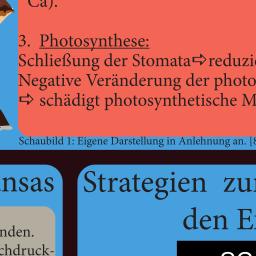 Ca).
3. Photosynthese:
Schließung der Stomata⇨reduzi
Negative Veränderung der photo
⇨ schädigt photosynthetische M
Schaubild 1: Eigene Darstellung in Anlehnung an. [8
nsas
Strategien zur
den E
nden.
chdruck-